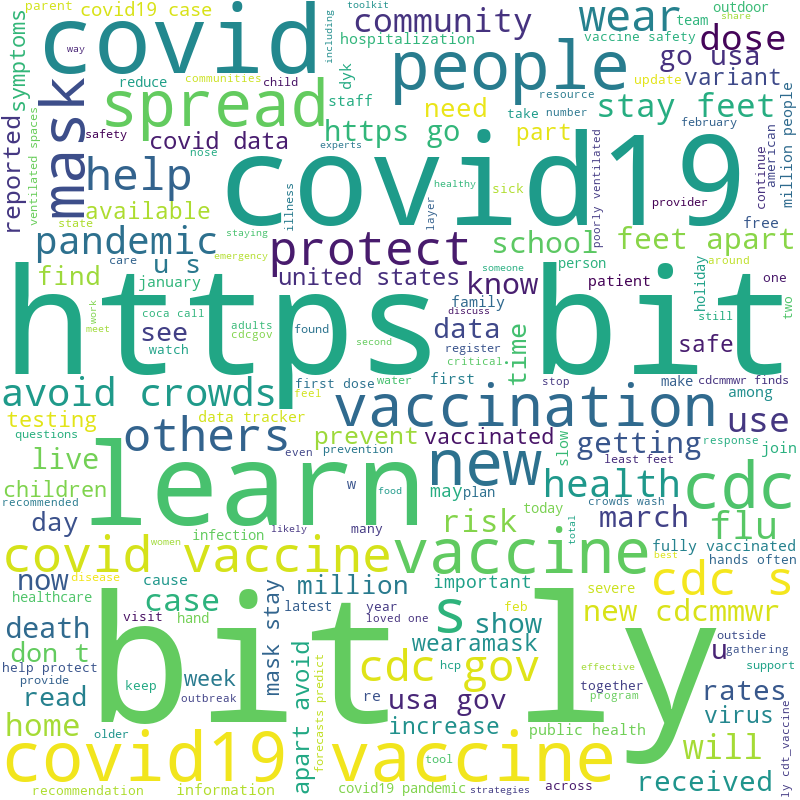 parent
covid19 case
toolkit
share
covid
including
community
wear
team
outdoor
dose
vaccine safety
hospitalization
symptoms
way
communities
child
dyk
people
go usa
variant
reduce
mask
spread
staff
need
resource
update
stay feet
take
number
february
reported
ventilated spaces
safety
covid data
https go
part
million people
nose
experts
poorly ventilated
continue
american
help
covid19
healthy
sick
provider
illness
layer
available
state
staying
free
pandemic
protect
school
feet apart
care
emergency
someone
around
u s
united states
know
person
patient
holiday
one
find
january
https bit
work
meet
coca call
family
discuss
data
two
see
adults
cdcgov
found
register
time
safe
still
watch
second
critical
stop
first dose
water
first
make
cdcmmwr finds
avoid crowds
feel
among
testing
data tracker
vaccination
use
questions
others
prevent
vaccinated
slow
getting
response
join
even
prevention
least feet
live
learn
new
children
w
food
may
plan
crowds wash
health
cdc
recommended
day
likely
many
infection
today
risk
total
march
flu
covid vaccine
women
vaccine
fully vaccinated
best
hands often
now
disease
cause
mask stay
million
important
severe
cdc s
healthcare
case
bit ly
latest
year
feb
s
show
new cdcmmwr
death
visit
hand
loved one
wearamask
u
outside
gathering
don t
help protect
cdc gov
hcp
effective
support
provide
keep
week
forecasts predict
together
rates
read
outbreak
re
usa gov
program
home
older
apart avoid
increase
public health
virus
covid19 vaccine
tool
will
ly cdt_vaccine
recommendation
information
covid19 pandemic
strategies
across
received